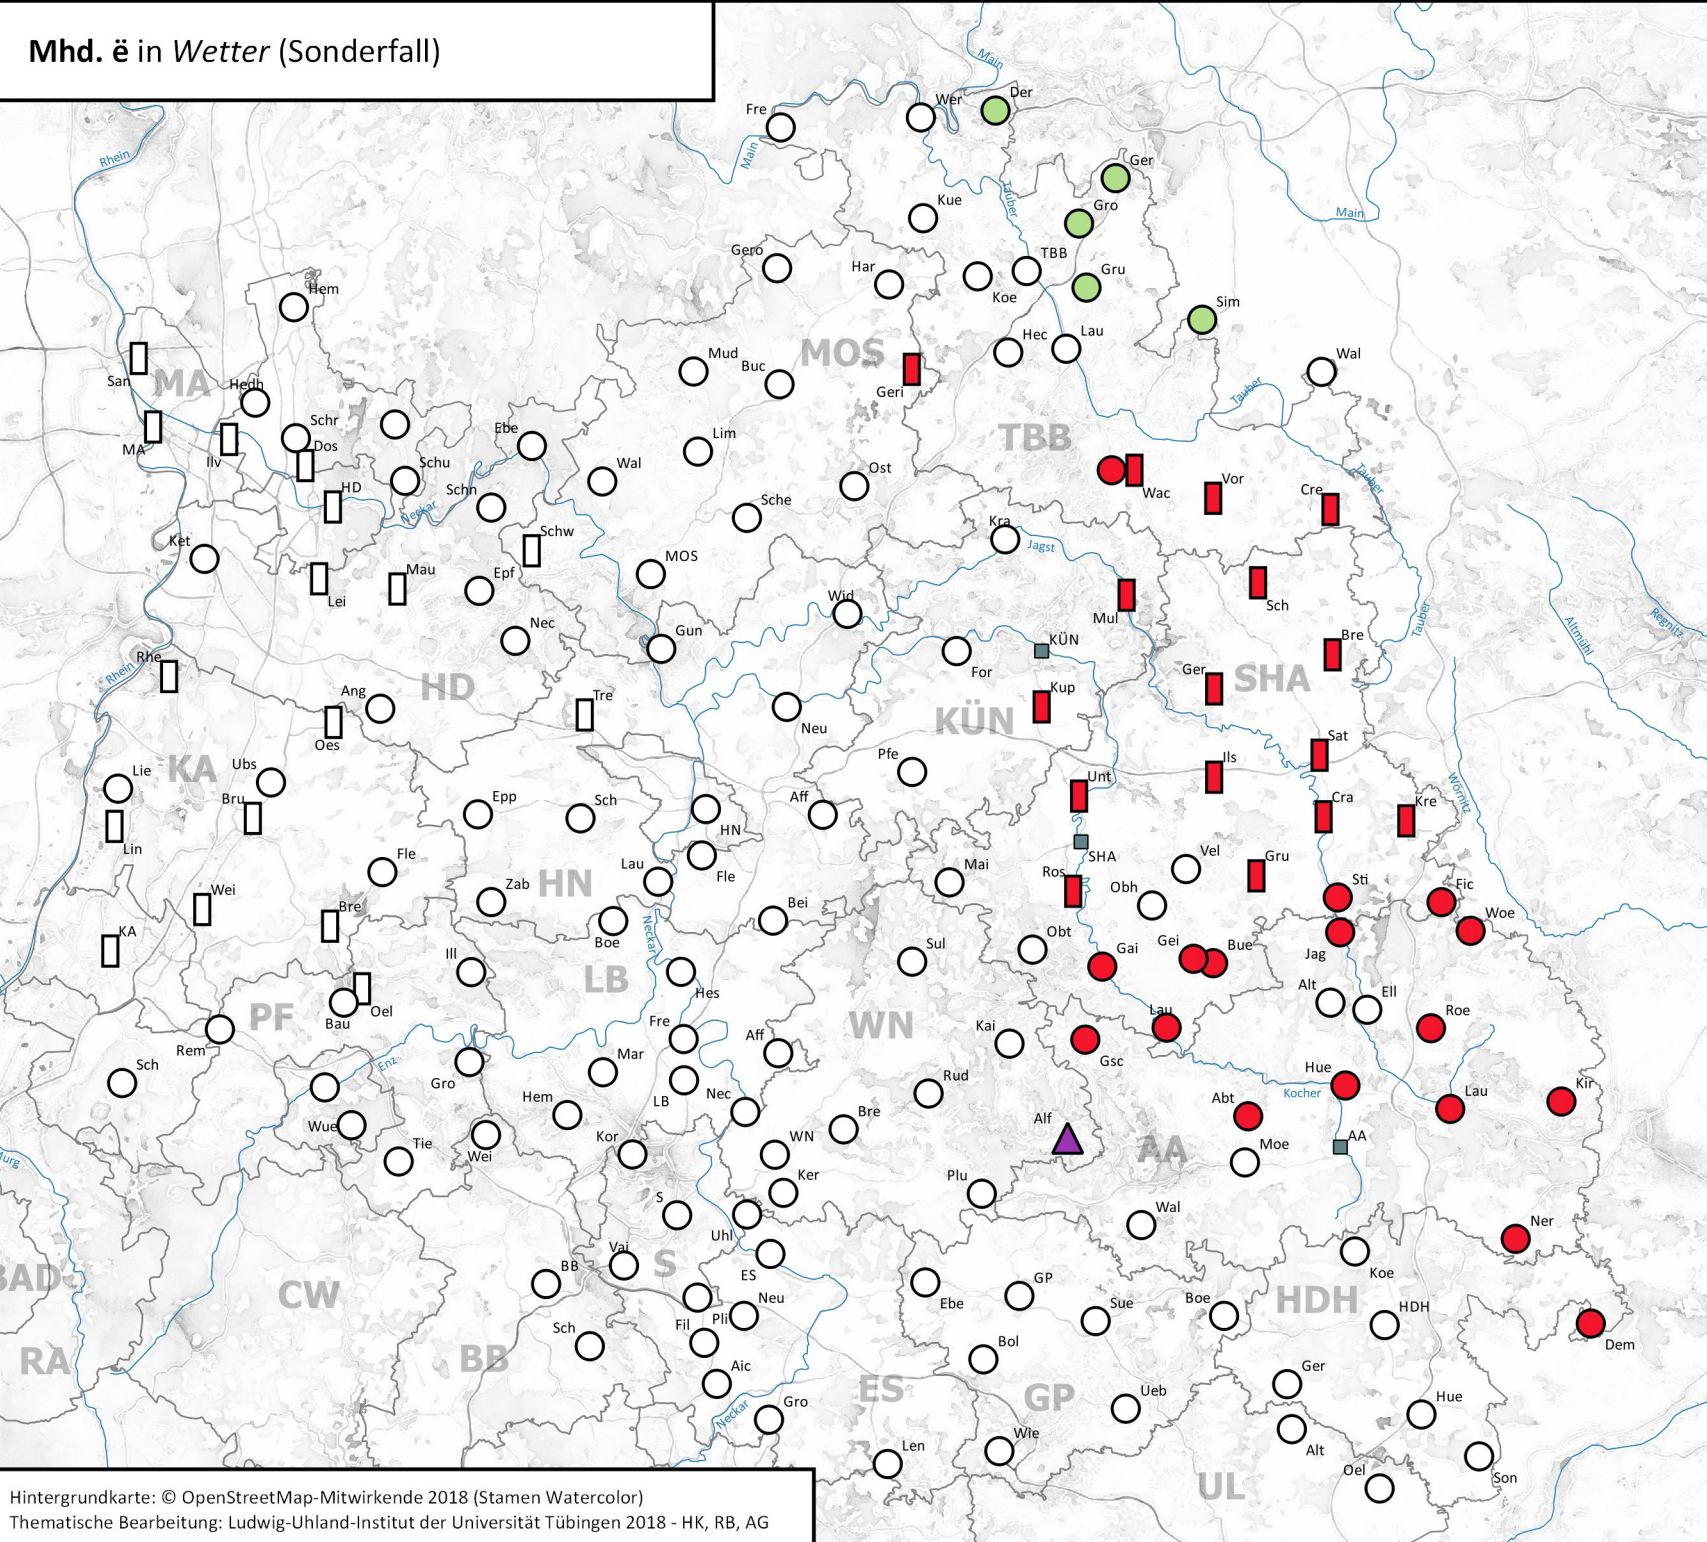 Mhd. ë in Wetter (Sonderfall)
Main
Fre
Wer
Der
Rhein
Main
Ger
Tauber
Kue
Gro
Main
Gero
Har
Koe
TBB
Gru
Hem
Sim
Hec
Lau
Wal
San
MA
Hedh
Mud
Buc
MOS
Geri
Tauber
MA
Ilv
Schr
Dos
Ebe
Lim
TBB
HD
Schu
Schn
Wal
Ost
Wac
Vor
Cre
Tauber
Neckar
Sche
Ket
Schw
Kra
Jagst
Lei
Mau
Epf
MOS
Wid
Mul
Sch
Tauber
Altmühl
Regnitz
Nec
Gun
For
KÜN
Bre
Rhe
Rhein
Ang
HD
Tre
Kup
Ger
SHA
Oes
Neu
KÜN
Sat
KA
Lie
Ubs
Pfe
Unt
Ils
Wörnitz
Bru
Epp
Sch
Aff
Cra
Kre
Lin
HN
SHA
Fle
Lau
Fle
Mai
Ros
Vel
Gru
Wei
Zab
HN
Obh
Sti
Fic
KA
Bre
Boe
Neckar
Bei
Woe
Ill
LB
Sul
Obt
Gai
Gei
Bue
Jag
Hes
Alt
Ell
PF
Bau
Oel
Rem
Fre
Aff
WN
Kai
Lau
Gsc
Roe
Sch
Enz
Gro
Mar
Rud
Hue
Kocher
LB
Nec
Abt
Lau
Kir
Wue
Hem
Bre
Alf
AA
Tie
Wei
Kor
WN
Moe
AA
Murg
Ker
Plu
S
Uhl
Wal
Ner
BAD
CW
Vai
BB
S
ES
Koe
Neu
Ebe
GP
Sue
Boe
HDH
HDH
Sch
Fil
Pli
Dem
RA
BB
Aic
Bol
Ger
ES
GP
Ueb
Hue
Neckar
Gro
Alt
Len
Wie
Oel
Son
UL
Hintergrundkarte: © OpenStreetMap-Mitwirkende 2018 (Stamen Watercolor)
Thematische Bearbeitung: Ludwig-Uhland-Institut der Universität Tübingen 2018 - HK, RB, AG